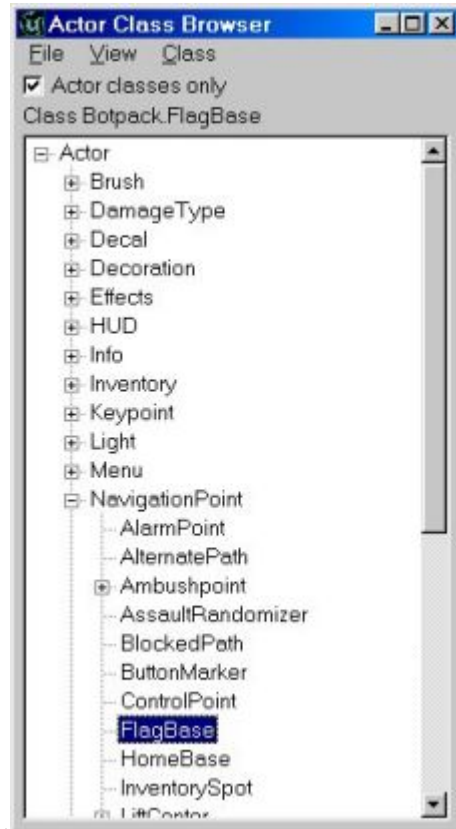 Actor Class Browser
File View Class
Actor classes only
Class Botpack.FlagBase
Actor
Brush
DamageType
Decal
Decoration
Effects
HUD
Info
Inventory
Keypoint
Light
Menu
NavigationPoint
AlarmPoint
AlternatePath
Ambushpoint
AssaultRandomizer
BlockedPath
ButtonMarker
ControlPoint
FlagBase
HomeBase
InventorySpot
LiftCenter